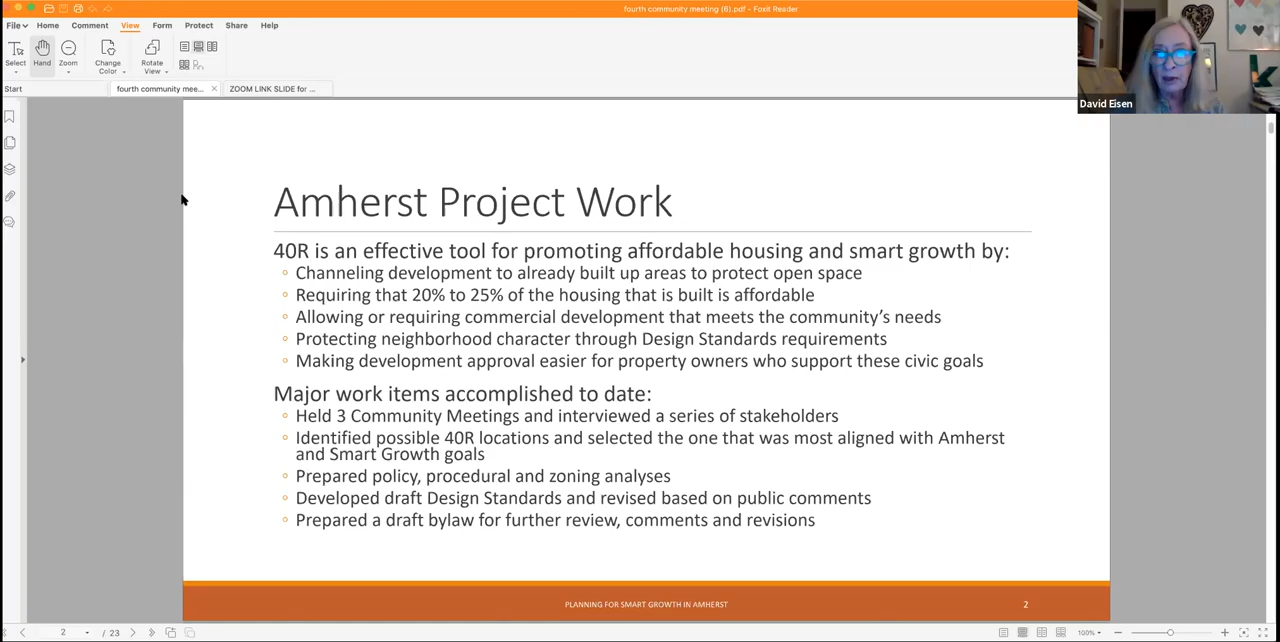 fourth community meeting (6).pdf - Foxit Reader
File Home Comment View Form Protect Share Help
Select Hand Zoom Change Color Rotate View
Start fourth community mee... ZOOM LINK SLIDE for ...
David Eisen
Amherst Project Work
40R is an effective tool for promoting affordable housing and smart growth by:
Channeling development to already built up areas to protect open space
Requiring that 20% to 25% of the housing that is built is affordable
Allowing or requiring commercial development that meets the community’s needs
Protecting neighborhood character through Design Standards requirements
Making development approval easier for property owners who support these civic goals
Major work items accomplished to date:
Held 3 Community Meetings and interviewed a series of stakeholders
Identified possible 40R locations and selected the one that was most aligned with Amherst
and Smart Growth goals
Prepared policy, procedural and zoning analyses
Developed draft Design Standards and revised based on public comments
Prepared a draft bylaw for further review, comments and revisions
PLANNING FOR SMART GROWTH IN AMHERST 2
2 / 23 100%